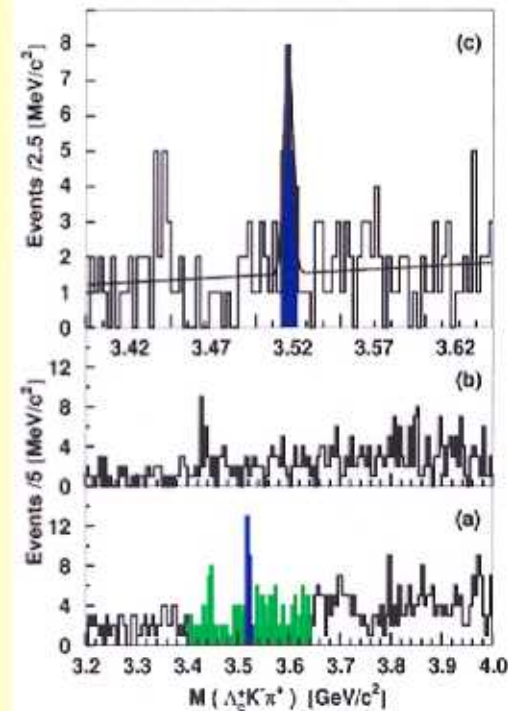 (c)
Events /2.5 [MeV/c²]
8
7
6
5
4
3
2
1
0
3.42 3.47 3.52 3.57 3.62
(b)
Events /5 [MeV/c²]
12
8
4
0
(a)
12
8
4
0
3.2 3.3 3.4 3.5 3.6 3.7 3.8 3.9 4.0
M ( Λc⁺K⁻π⁺ ) [GeV/c²]